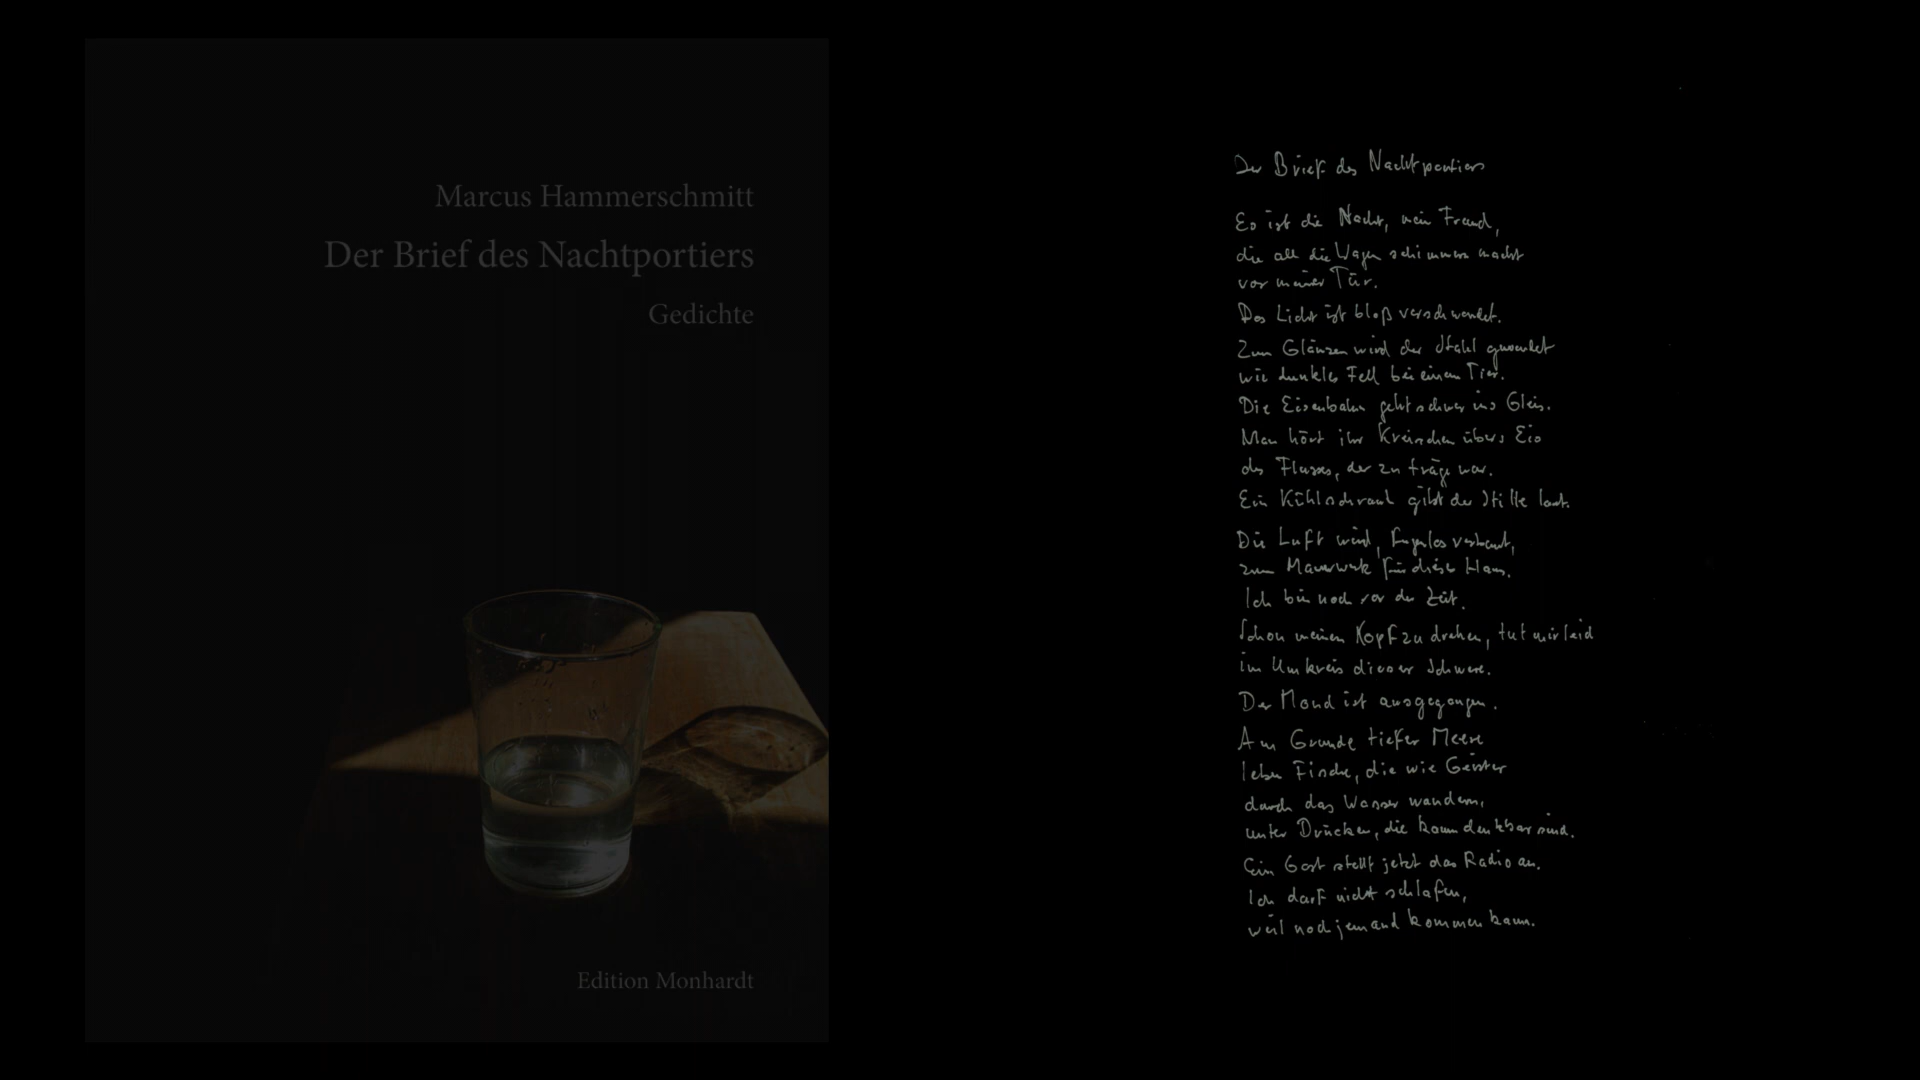 Marcus Hammerschmitt
Der Brief des Nachtportiers
Gedichte
Edition Monhardt
Der Brief des Nachtportiers
Es ist die Nacht, mein Freund,
die all die Wagen schimmern macht
vor meiner Tür.
Das Licht ist bloß verschwendet.
Zum Glänzen wird der Stahl gewendet
wie dunkles Fell bei einem Tier.
Die Eisenbahn geht schwer ins Gleis.
Man hört ihr Kreischen übers Eis
des Flusses, der zu träge war.
Ein Kühlschrank gibt der Stille laut.
Die Luft wird, fugenlos verbaut,
zum Mauerwerk für dieses Haus.
Ich bin noch vor der Zeit.
Schon meinen Kopf zu drehen, tut mir leid
im Umkreis dieser Schwere.
Der Mond ist ausgegangen.
Am Grunde tiefer Meere
leben Fische, die wie Geister
durch das Wasser wandern,
unter Drücken, die kaum denkbar sind.
Ein Gast stellt jetzt das Radio an.
Ich darf nicht schlafen,
weil noch jemand kommen kann.